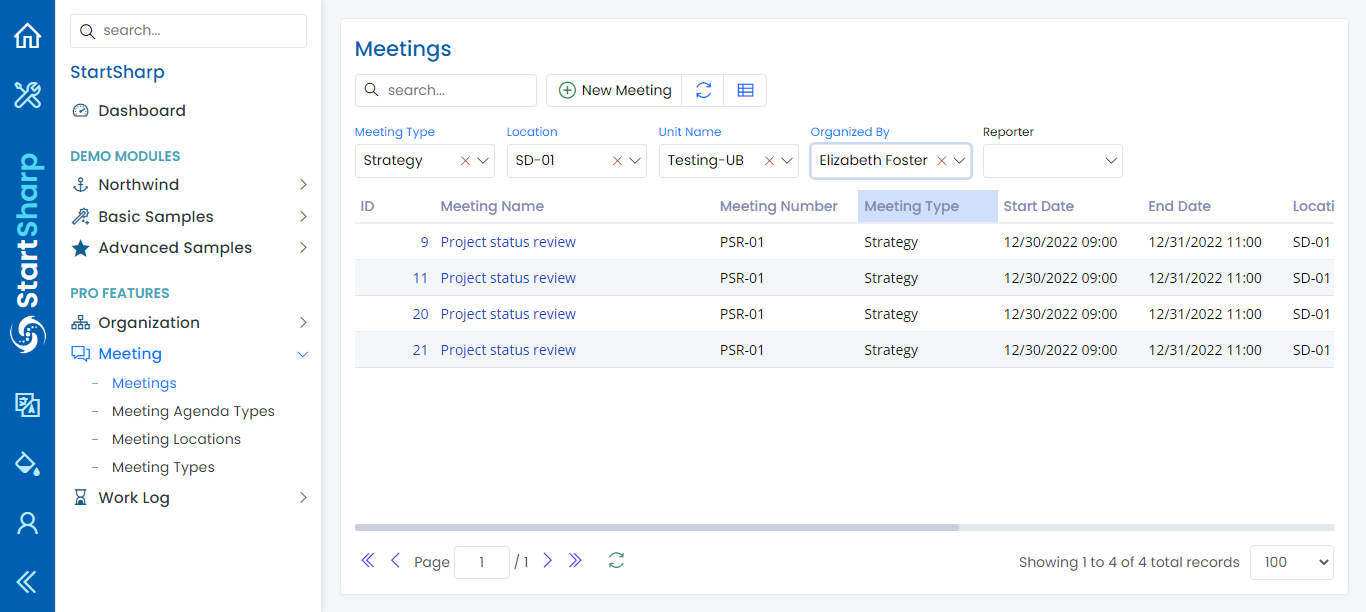 search...
StartSharp
Dashboard
DEMO MODULES
Northwind
Basic Samples
Advanced Samples
PRO FEATURES
Organization
Meeting
- Meetings
- Meeting Agenda Types
- Meeting Locations
- Meeting Types
Work Log
StartSharp
Meetings
search... New Meeting
Meeting Type Location Unit Name Organized By Reporter
Strategy SD-01 Testing-UB Elizabeth Foster
ID Meeting Name Meeting Number Meeting Type Start Date End Date Locati
9 Project status review PSR-01 Strategy 12/30/2022 09:00 12/31/2022 11:00 SD-01
11 Project status review PSR-01 Strategy 12/30/2022 09:00 12/31/2022 11:00 SD-01
20 Project status review PSR-01 Strategy 12/30/2022 09:00 12/31/2022 11:00 SD-01
21 Project status review PSR-01 Strategy 12/30/2022 09:00 12/31/2022 11:00 SD-01
Page 1 / 1 Showing 1 to 4 of 4 total records 100